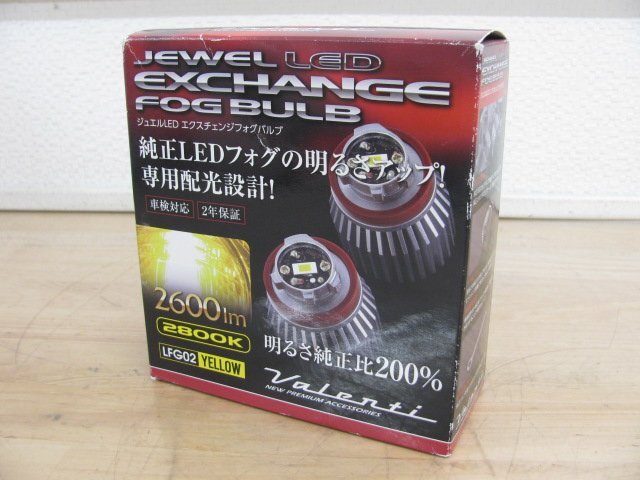 JEWEL LED
EXCHANGE
FOG BULB
ジュエルLED エクスチェンジフォグバルブ
純正LEDフォグの明るさアップ!
専用配光設計!
車検対応 2年保証
2600lm
2800K
LFG02 YELLOW
明るさ純正比200%
Valenti
NEW PREMIUM ACCESSORIES